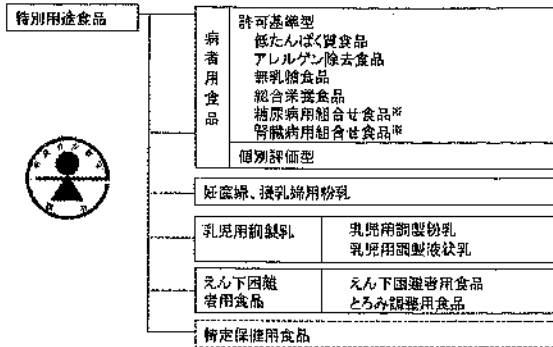 特別用途食品
病者用食品
許可基準型
低たんぱく質食品
アレルゲン除去食品
無乳糖食品
総合栄養食品
糖尿病用組合せ食品※
腎臓病用組合せ食品※
個別評価型
妊産婦、授乳婦用粉乳
乳児用調製乳
乳児用調製粉乳
乳児用調製液状乳
えん下困難
者用食品
えん下困難者用食品
とろみ調整用食品
特定保健用食品